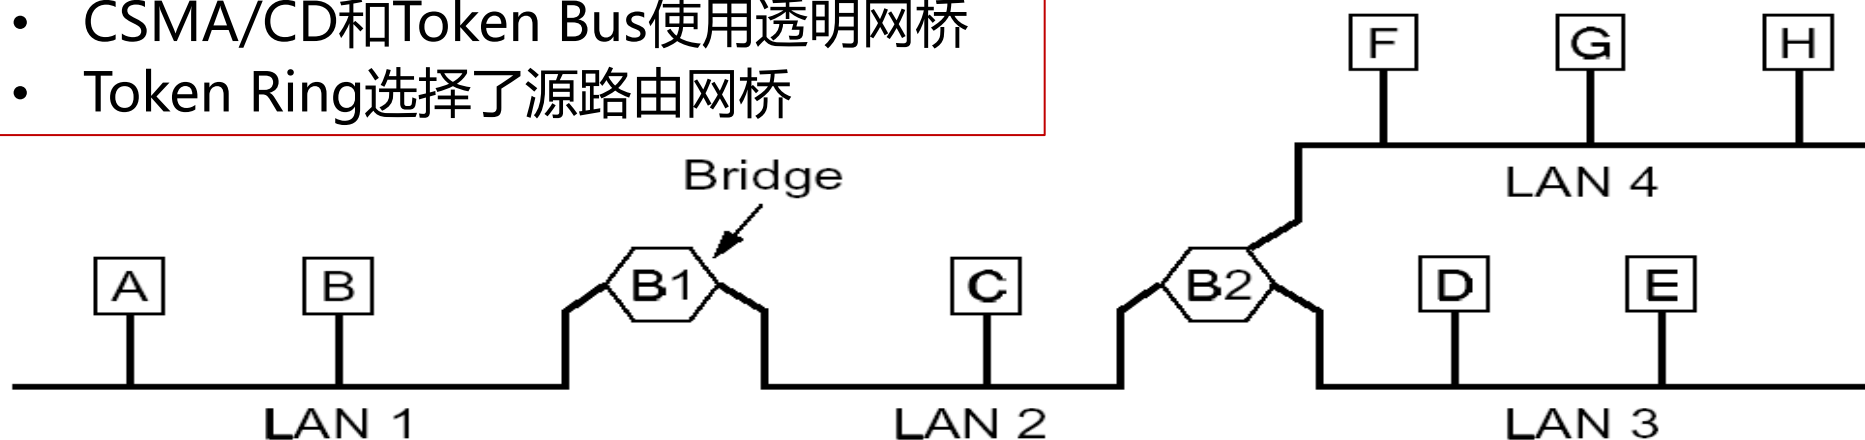 • CSMA/CD和Token Bus使用透明网桥
• Token Ring选择了源路由网桥
F G H
LAN 4
Bridge
A B B1 C B2 D E
LAN 1 LAN 2 LAN 3